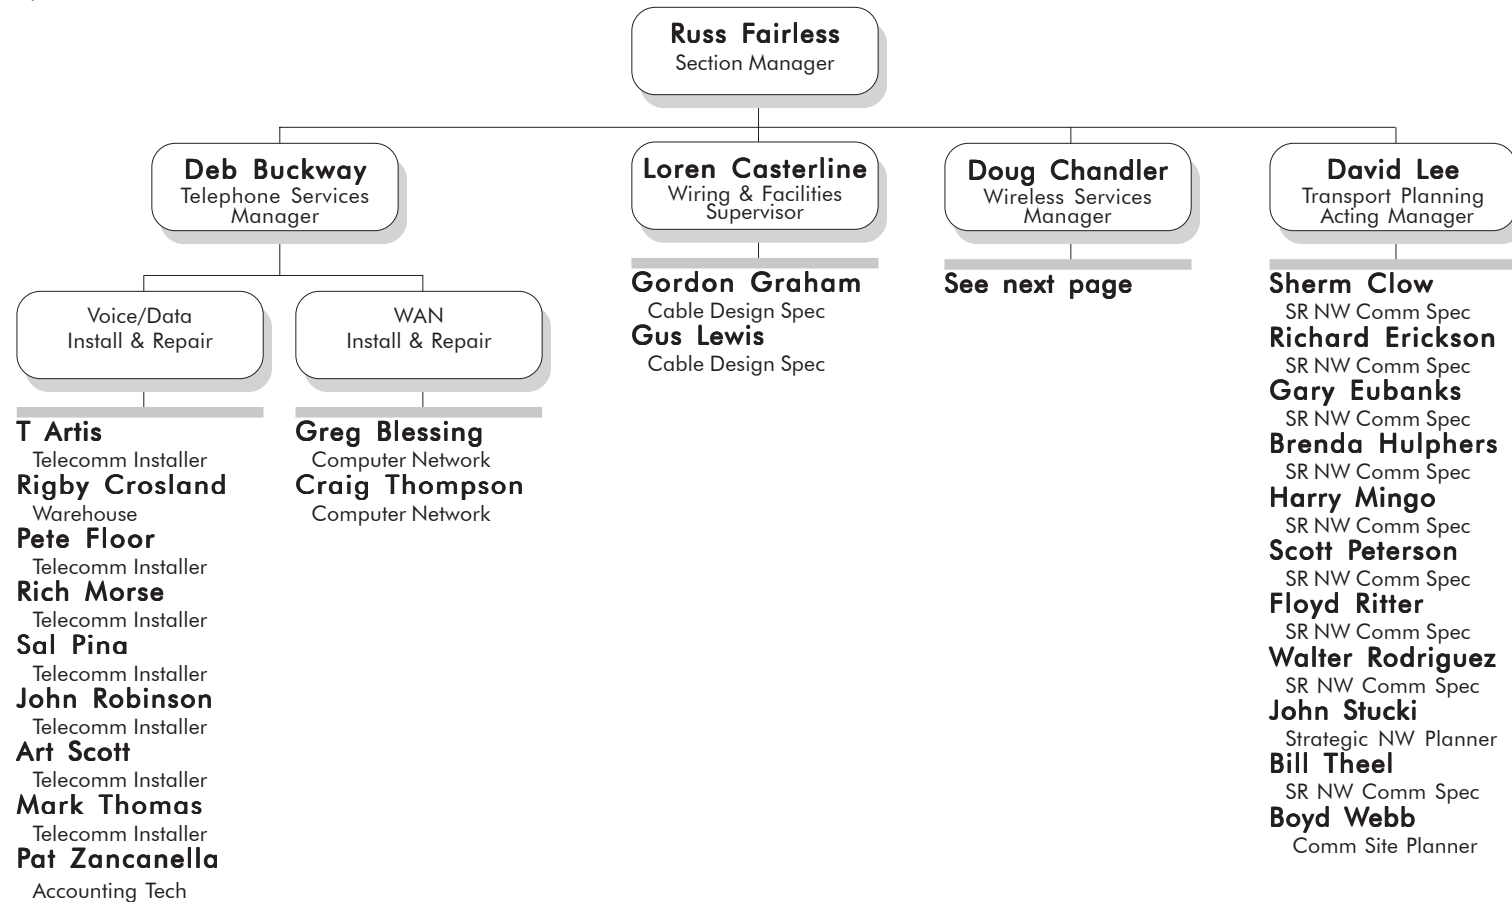 Russ Fairless
Section Manager
Deb Buckway
Telephone Services
Manager
Loren Casterline
Wiring & Facilities
Supervisor
Doug Chandler
Wireless Services
Manager
David Lee
Transport Planning
Acting Manager
Voice/Data
Install & Repair
T Artis
Telecomm Installer
Rigby Crosland
Warehouse
Pete Floor
Telecomm Installer
Rich Morse
Telecomm Installer
Sal Pina
Telecomm Installer
John Robinson
Telecomm Installer
Art Scott
Telecomm Installer
Mark Thomas
Telecomm Installer
Pat Zancanella
Accounting Tech
WAN
Install & Repair
Greg Blessing
Computer Network
Craig Thompson
Computer Network
Gordon Graham
Cable Design Spec
Gus Lewis
Cable Design Spec
See next page
Sherm Clow
SR NW Comm Spec
Richard Erickson
SR NW Comm Spec
Gary Eubanks
SR NW Comm Spec
Brenda Hulphers
SR NW Comm Spec
Harry Mingo
SR NW Comm Spec
Scott Peterson
SR NW Comm Spec
Floyd Ritter
SR NW Comm Spec
Walter Rodriguez
SR NW Comm Spec
John Stucki
Strategic NW Planner
Bill Theel
SR NW Comm Spec
Boyd Webb
Comm Site Planner